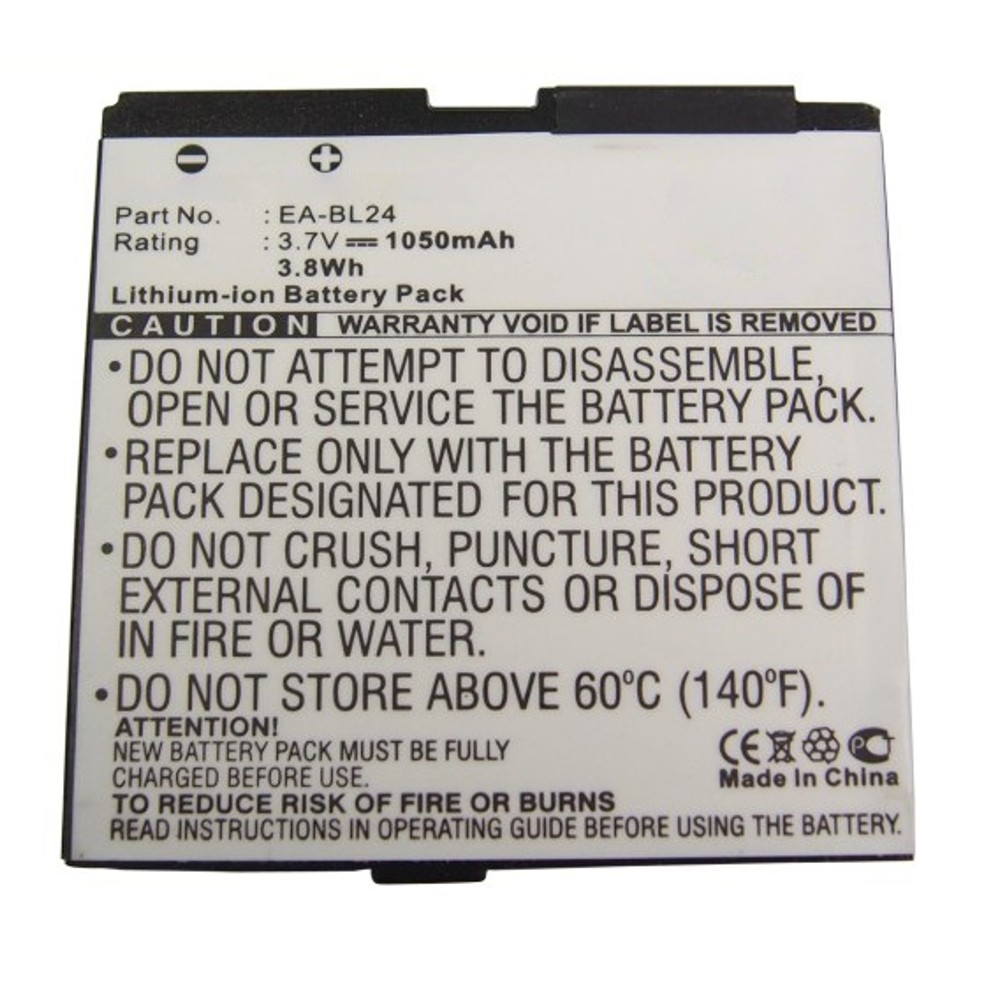 Part No. : EA-BL24
Rating : 3.7V 1050mAh
3.8Wh
Lithium-ion Battery Pack
CAUTION WARRANTY VOID IF LABEL IS REMOVED
•DO NOT ATTEMPT TO DISASSEMBLE,
OPEN OR SERVICE THE BATTERY PACK.
•REPLACE ONLY WITH THE BATTERY
PACK DESIGNATED FOR THIS PRODUCT.
•DO NOT CRUSH, PUNCTURE, SHORT
EXTERNAL CONTACTS OR DISPOSE OF
IN FIRE OR WATER.
•DO NOT STORE ABOVE 60°C (140°F).
ATTENTION!
NEW BATTERY PACK MUST BE FULLY
CHARGED BEFORE USE.
CE PCT
Made In China
TO REDUCE RISK OF FIRE OR BURNS
READ INSTRUCTIONS IN OPERATING GUIDE BEFORE USE THE BATTERY.